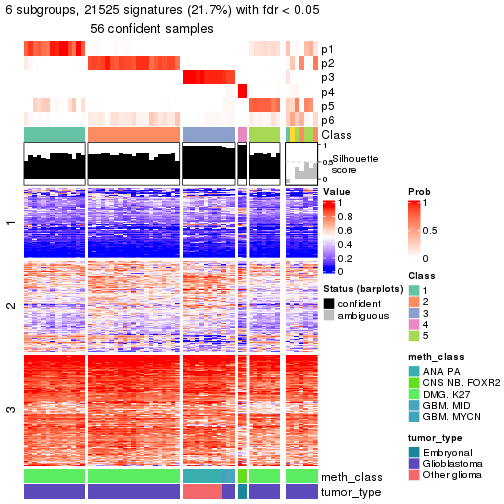 6 subgroups, 21525 signatures (21.7%) with fdr < 0.05
56 confident samples
p1
p2
p3
p4
p5
p6
Class
1
0.5
0
Silhouette
score
1
2
3
Value
1
0.8
0.6
0.4
0.2
0
Prob
1
0.5
0
Status (barplots)
confident
ambiguous
Class
1
2
3
4
5
meth_class
ANA PA
CNS NB. FOXR2
DMG. K27
GBM. MID
GBM. MYCN
tumor_type
Embryonal
Glioblastoma
Other glioma
meth_class
tumor_type